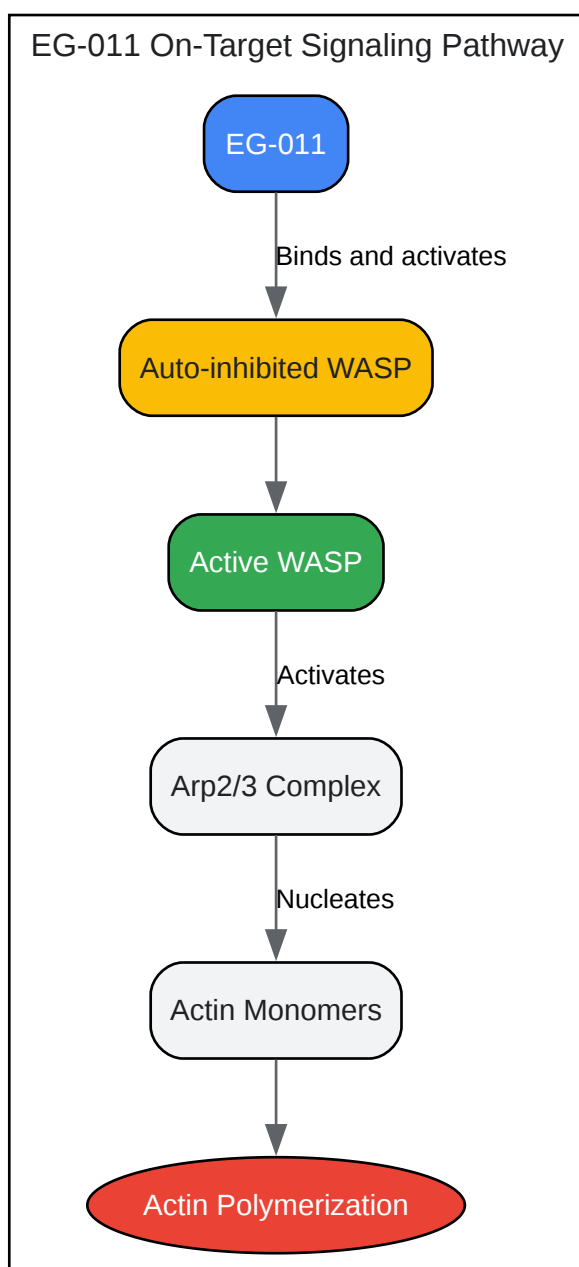 EG-011 On-Target Signaling Pathway
EG-011
Binds and activates
Auto-inhibited WASP
Active WASP
Activates
Arp2/3 Complex
Nucleates
Actin Monomers
Actin Polymerization